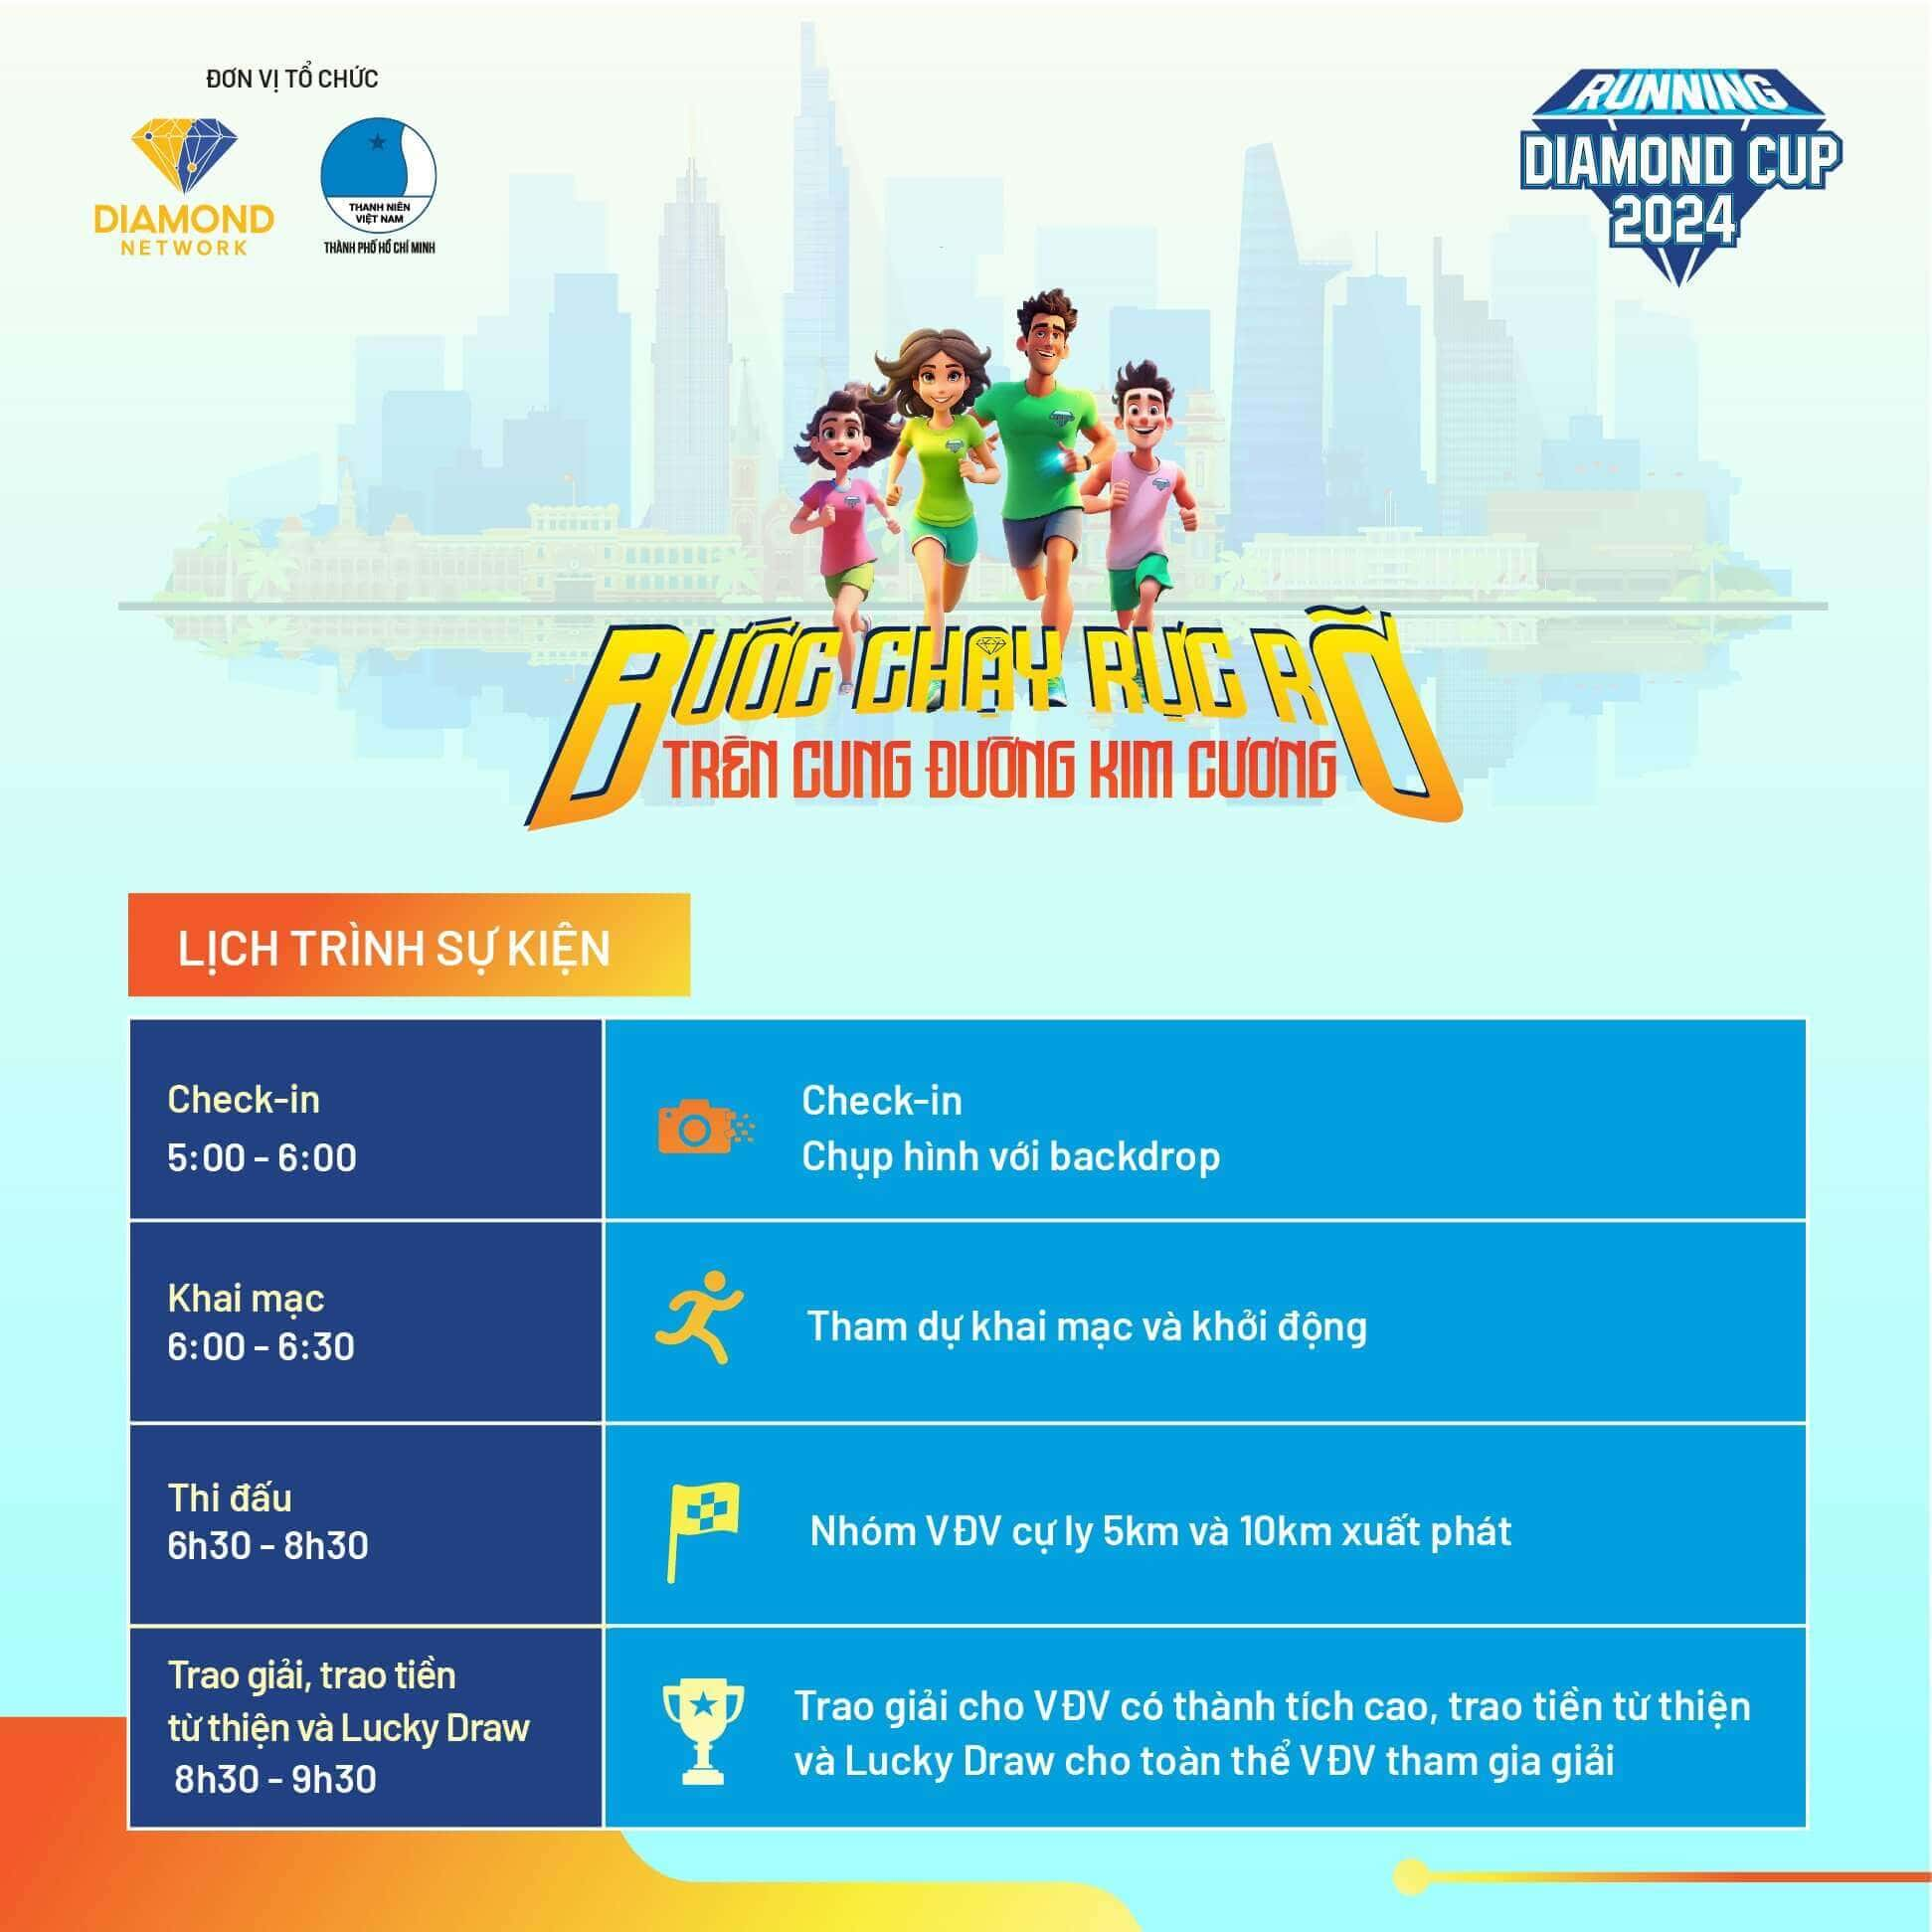 ĐƠN VỊ TỔ CHỨC
DIAMOND
NETWORK
THANH NIÊN
VIỆT NAM
THÀNH PHỐ HỒ CHÍ MINH
RUNNING
DIAMOND CUP
2024
BƯỚC CHẠY RỰC RỠ
TRÊN CUNG ĐƯỜNG KIM CƯƠNG
LỊCH TRÌNH SỰ KIỆN
Check-in
5:00 - 6:00
Check-in
Chụp hình với backdrop
Khai mạc
6:00 - 6:30
Tham dự khai mạc và khởi động
Thi đấu
6h30 - 8h30
Nhóm VĐV cự ly 5km và 10km xuất phát
Trao giải, trao tiền
từ thiện và Lucky Draw
8h30 - 9h30
Trao giải cho VĐV có thành tích cao, trao tiền từ thiện
và Lucky Draw cho toàn thể VĐV tham gia giải